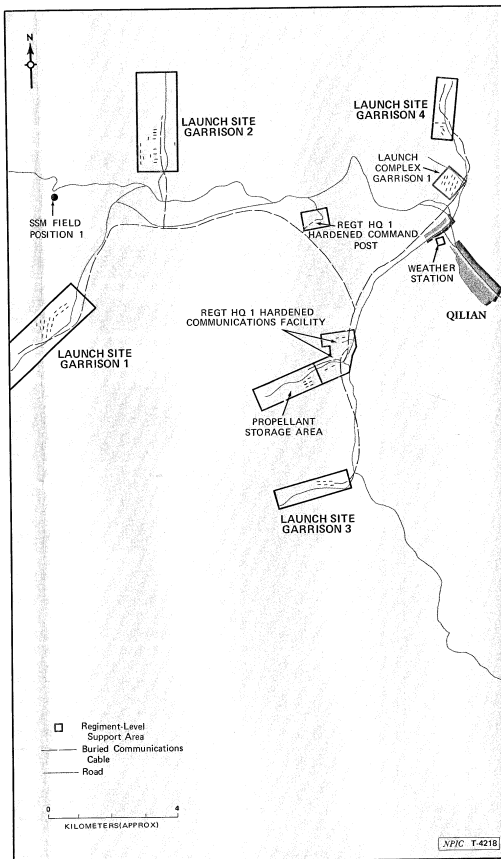 N
LAUNCH SITE
GARRISON 2
LAUNCH SITE
GARRISON 4
LAUNCH
COMPLEX
GARRISON 1
SSM FIELD
POSITION 1
REGT HQ 1
HARDENED COMMAND
POST
WEATHER
STATION
QILIAN
REGT HQ 1 HARDENED
COMMUNICATIONS FACILITY
LAUNCH SITE
GARRISON 1
PROPELLANT
STORAGE AREA
LAUNCH SITE
GARRISON 3
Regiment-Level
Support Area
Buried Communications
Cable
Road
0 4
KILOMETERS(APPROX)
NPIC T-4218